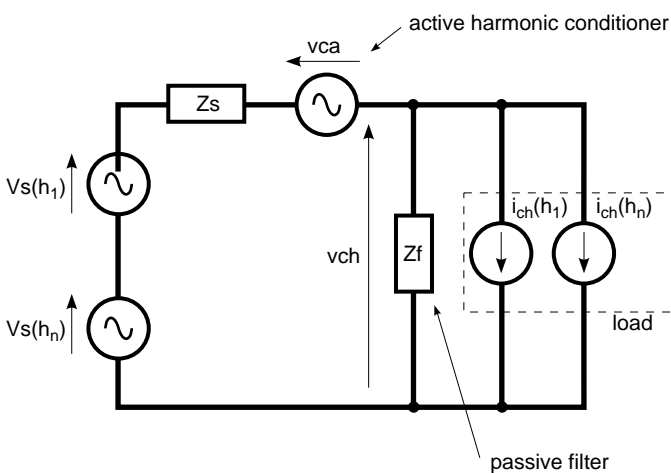 active harmonic conditioner
vca
Zs
Vs(h1)
ich(h1) ich(hn)
vch
Zf
Vs(hn)
load
passive filter